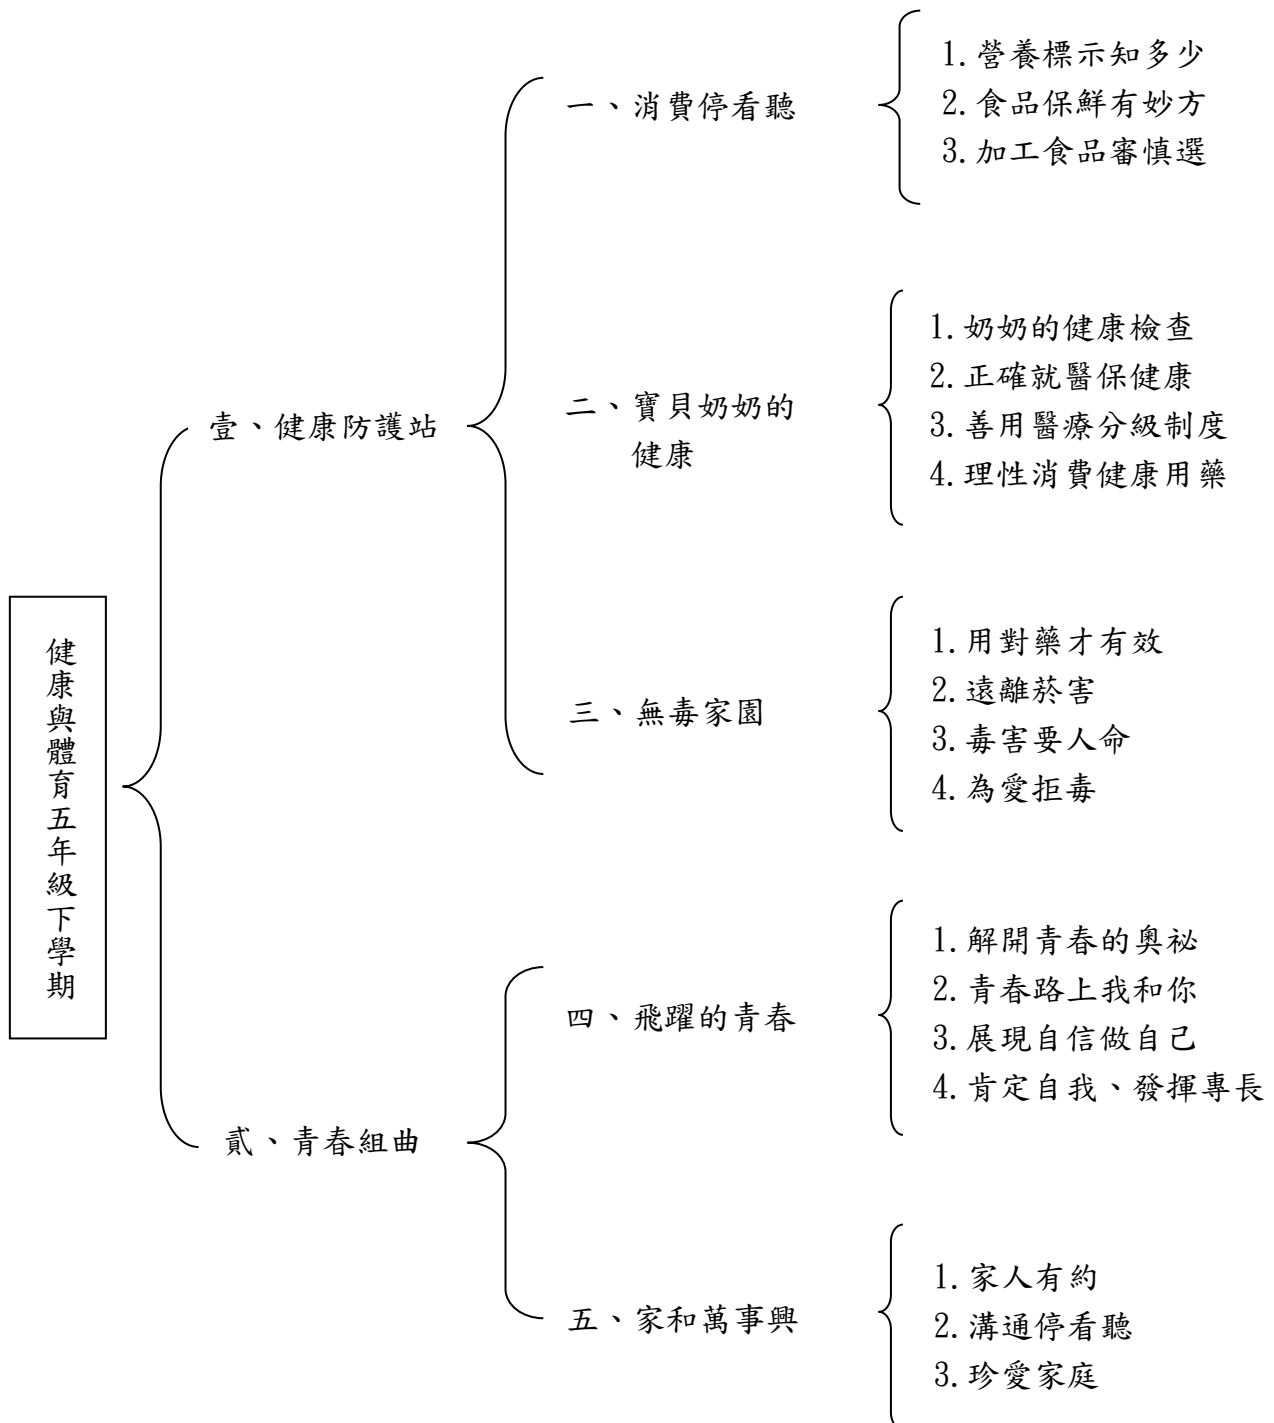 健康與體育五年級下學期
壹、健康防護站
一、消費停看聽
1.營養標示知多少
2.食品保鮮有妙方
3.加工食品審慎選
二、寶貝奶奶的
健康
1.奶奶的健康檢查
2.正確就醫保健康
3.善用醫療分級制度
4.理性消費健康用藥
三、無毒家園
1.用對藥才有效
2.遠離菸害
3.毒害要人命
4.為愛拒毒
貳、青春組曲
四、飛躍的青春
1.解開青春的奧祕
2.青春路上我和你
3.展現自信做自己
4.肯定自我、發揮專長
五、家和萬事興
1.家人有約
2.溝通停看聽
3.珍愛家庭